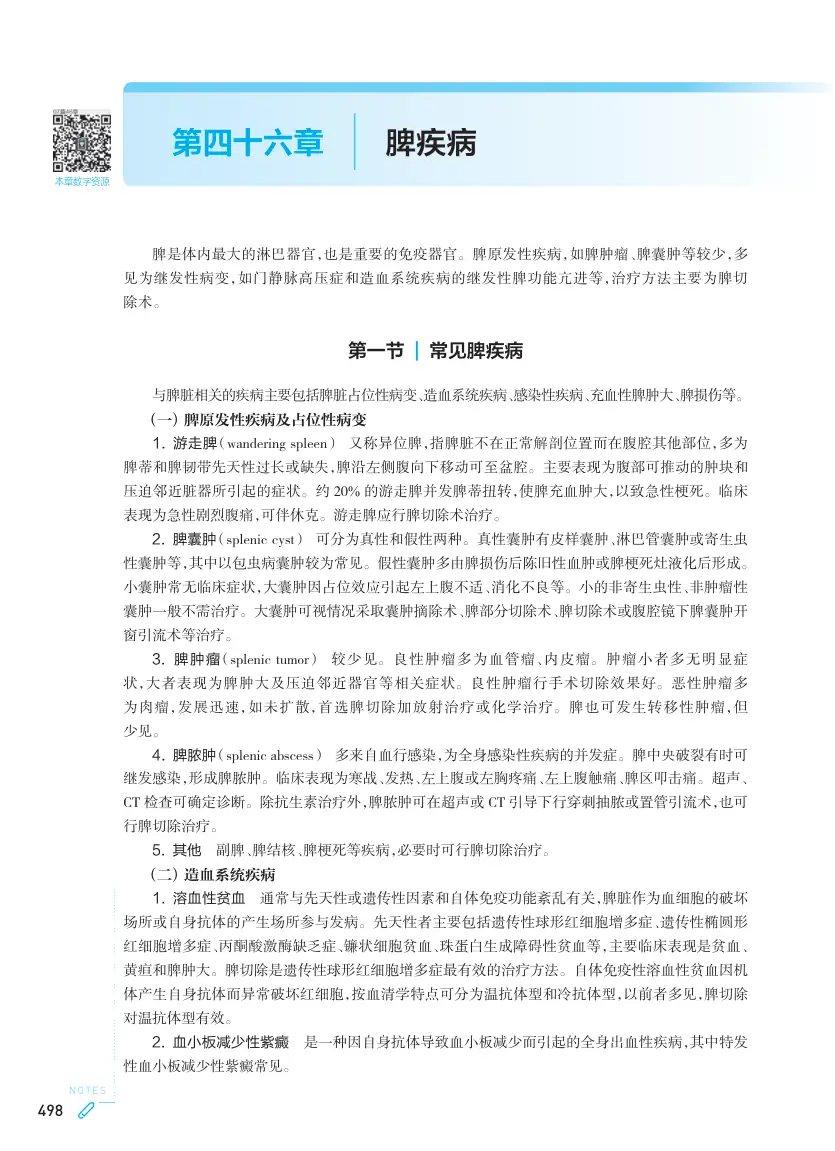 第四十六章
脾疾病
本章数字资源
脾是体内最大的淋巴器官,也是重要的免疫器官。脾原发性疾病,如脾肿瘤、脾囊肿等较少,多
见为继发性病变,如门静脉高压症和造血系统疾病的继发性脾功能亢进等,治疗方法主要为脾切
除术。
第一节 | 常见脾疾病
与脾脏相关的疾病主要包括脾脏占位性病变、造血系统疾病、感染性疾病、充血性脾肿大、脾损伤等。
(一) 脾原发性疾病及占位性病变
1. 游走脾(wandering spleen) 又称异位脾,指脾脏不在正常解剖位置而在腹腔其他部位,多为
脾蒂和脾韧带先天性过长或缺失,脾沿左侧腹向下移动可至盆腔。主要表现为腹部可推动的肿块和
压迫邻近脏器所引起的症状。约 20% 的游走脾并发脾蒂扭转,使脾充血肿大,以致急性梗死。临床
表现为急性剧烈腹痛,可伴休克。游走脾应行脾切除术治疗。
2. 脾囊肿(splenic cyst) 可分为真性和假性两种。真性囊肿有皮样囊肿、淋巴管囊肿或寄生虫
性囊肿等,其中以包虫病囊肿较为常见。假性囊肿多由脾损伤后陈旧性血肿或脾梗死灶液化后形成。
小囊肿常无临床症状,大囊肿因占位效应引起左上腹不适、消化不良等。小的非寄生虫性、非肿瘤性
囊肿一般不需治疗。大囊肿可视情况采取囊肿摘除术、脾部分切除术、脾切除术或腹腔镜下脾囊肿开
窗引流术等治疗。
3. 脾肿瘤(splenic tumor) 较少见。良性肿瘤多为血管瘤、内皮瘤。肿瘤小者多无明显症
状,大者表现为脾肿大及压迫邻近器官等相关症状。良性肿瘤行手术切除效果好。恶性肿瘤多
为肉瘤,发展迅速,如未扩散,首选脾切除加放射治疗或化学治疗。脾也可发生转移性肿瘤,但
少见。
4. 脾脓肿(splenic abscess) 多来自血行感染,为全身感染性疾病的并发症。脾中央破裂有时可
继发感染,形成脾脓肿。临床表现为寒战、发热、左上腹或左胸疼痛、左上腹触痛、脾区叩击痛。超声、
CT 检查可确定诊断。除抗生素治疗外,脾脓肿可在超声或 CT 引导下行穿刺抽脓或置管引流术,也可
行脾切除治疗。
5. 其他 副脾、脾结核、脾梗死等疾病,必要时可行脾切除治疗。
(二) 造血系统疾病
1. 溶血性贫血 通常与先天性或遗传性因素和自体免疫功能紊乱有关,脾脏作为血细胞的破坏
场所或自身抗体的产生场所参与发病。先天性者主要包括遗传性球形红细胞增多症、遗传性椭圆形
红细胞增多症、丙酮酸激酶缺乏症、镰状细胞贫血、珠蛋白生成障碍性贫血等,主要临床表现是贫血、
黄疸和脾肿大。脾切除是遗传性球形红细胞增多症最有效的治疗方法。自体免疫性溶血性贫血因机
体产生自身抗体而异常破坏红细胞,按血清学特点可分为温抗体型和冷抗体型,以前者多见,脾切除
对温抗体型有效。
2. 血小板减少性紫癜 是一种因自身抗体导致血小板减少而引起的全身出血性疾病,其中特发
性血小板减少性紫癜常见。
NOTES
498